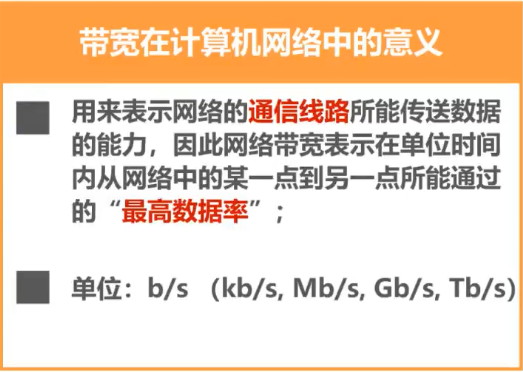 带宽在计算机网络中的意义
用来表示网络的通信线路所能传送数据
的能力，因此网络带宽表示在单位时间
内从网络中的某一点到另一点所能通过
的“最高数据率”；
单位：b/s （kb/s, Mb/s, Gb/s, Tb/s）